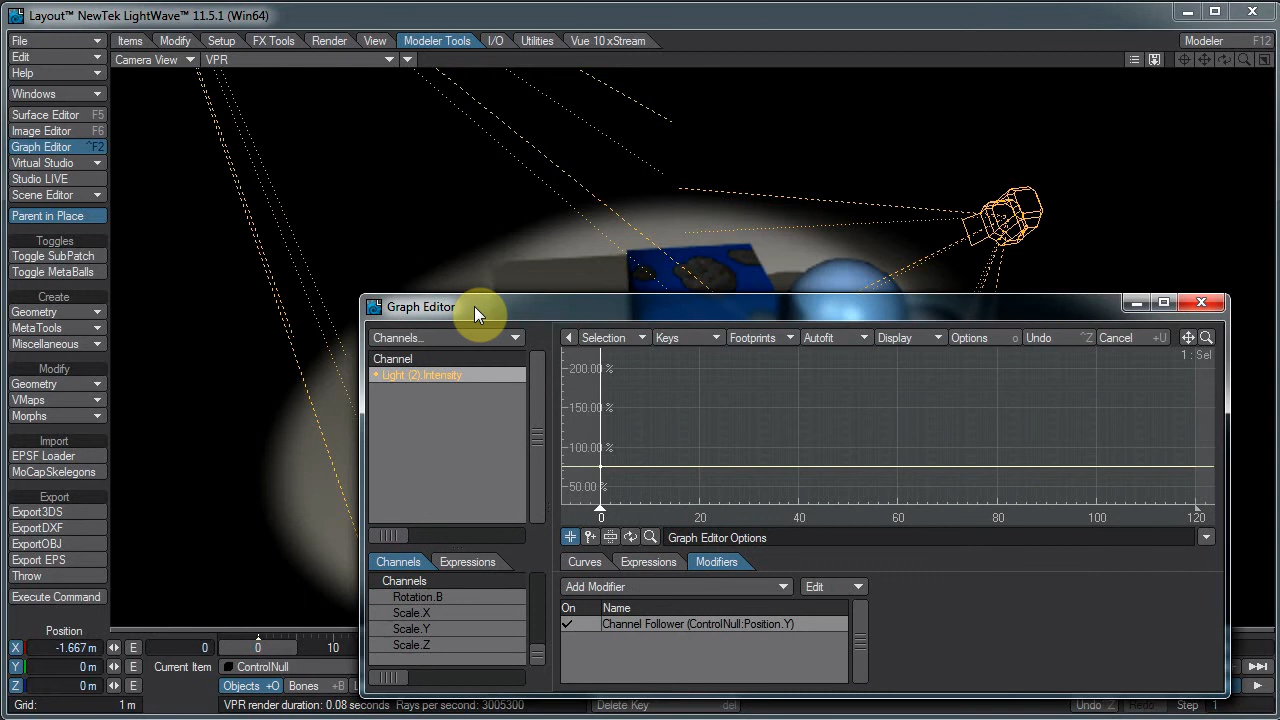 Layout™ NewTek LightWave™ 11.5.1 (Win64)
File
Items
Modify
Setup
FX Tools
Render
View
Modeler Tools
I/O
Utilities
Vue 10 xStream
Modeler F12
Edit
Camera View
VPR
Help
Windows
Surface Editor F5
Image Editor F6
Graph Editor ^F2
Virtual Studio
Studio LIVE
Scene Editor
Parent in Place
Toggles
Toggle SubPatch
Toggle MetaBalls
Create
Geometry
MetaTools
Miscellaneous
Modify
Geometry
VMaps
Morphs
Import
EPSF Loader
MoCapSkelegons
Export
Export3DS
ExportDXF
ExportOBJ
Export EPS
Throw
Execute Command
Graph Editor
Channels...
Selection
Keys
Footprints
Autofit
Display
Options o
Undo ^Z
Cancel +U
Channel
Light (2).Intensity
1 : Sel
200.00 %
150.00 %
100.00 %
50.00 %
0
20
40
60
80
100
120
Graph Editor Options
Channels
Expressions
Curves
Expressions
Modifiers
Channels
Rotation.B
Scale.X
Scale.Y
Scale.Z
Add Modifier
Edit
On Name
Channel Follower (ControlNull:Position.Y)
Position
X -1.667 m E
Y 0 m E
Z 0 m E
Grid: 1 m
0 0 10
Current Item ControlNull
Objects +O
Bones +B
VPR render duration: 0.08 seconds Rays per second: 3005300
Delete Key del
Undo Z
Redo
Step 1